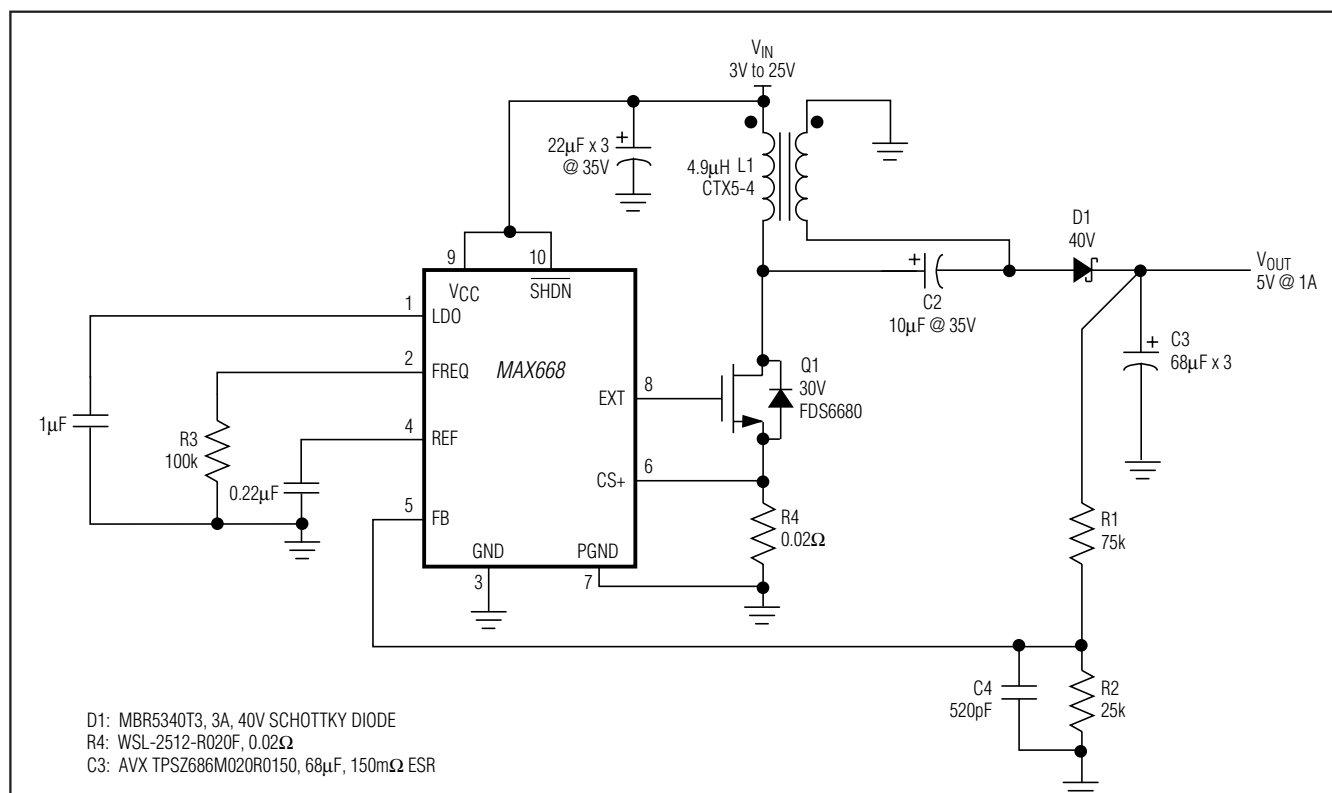 VIN
3V to 25V
22μF x 3
@ 35V
4.9μH L1
CTX5-4
D1
40V
VOUT
5V @ 1A
C2
10μF @ 35V
C3
68μF x 3
9
10
VCC
SHDN
1
LDO
2
FREQ
MAX668
EXT
8
Q1
30V
FDS6680
1μF
R3
100k
4
REF
0.22μF
CS+
6
5
FB
R4
0.02Ω
R1
75k
GND
PGND
3
7
C4
520pF
R2
25k
D1: MBR5340T3, 3A, 40V SCHOTTKY DIODE
R4: WSL-2512-R020F, 0.02Ω
C3: AVX TPSZ686M020R0150, 68μF, 150mΩ ESR